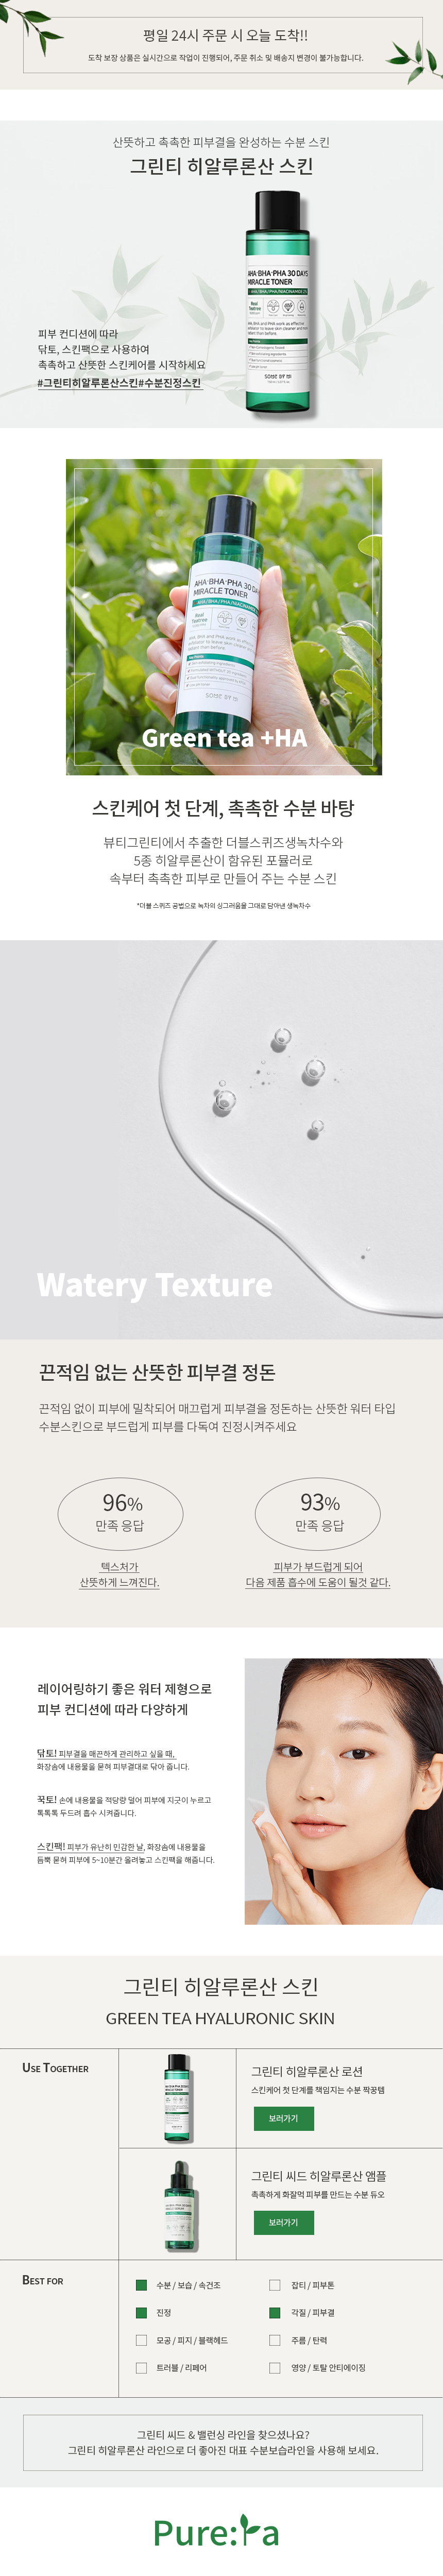 평일 24시 주문 시 오늘 도착!!
도착 보장 상품은 실시간으로 작업이 진행되어, 주문 취소 및 배송지 변경이 불가능합니다.
산뜻하고 촉촉한 피부결을 완성하는 수분 스킨
그린티 히알루론산 스킨
AHA·BHA·PHA 30 DAYS
MIRACLE TONER
AHA/BHA/PHA/NIACINAMIDE 2%
Real
Teatree
SOME BY MI
피부 컨디션에 따라
닦토, 스킨팩으로 사용하여
촉촉하고 산뜻한 스킨케어를 시작하세요
#그린티히알루론산스킨#수분진정스킨
AHA·BHA·PHA 30 DAYS
MIRACLE TONER
AHA/BHA/PHA/NIACINAMIDE
Real
Teatree
SOME BY MI
Green tea +HA
스킨케어 첫 단계, 촉촉한 수분 바탕
뷰티그린티에서 추출한 더블스퀴즈생녹차수와
5종 히알루론산이 함유된 포뮬러로
속부터 촉촉한 피부로 만들어 주는 수분 스킨
*더블 스퀴즈 공법으로 녹차의 싱그러움을 그대로 담아낸 생녹차수
Watery Texture
끈적임 없는 산뜻한 피부결 정돈
끈적임 없이 피부에 밀착되어 매끄럽게 피부결을 정돈하는 산뜻한 워터 타입
수분스킨으로 부드럽게 피부를 다독여 진정시켜주세요
96%
만족 응답
텍스처가
산뜻하게 느껴진다.
93%
만족 응답
피부가 부드럽게 되어
다음 제품 흡수에 도움이 될것 같다.
레이어링하기 좋은 워터 제형으로
피부 컨디션에 따라 다양하게
닦토! 피부결을 매끈하게 관리하고 싶을 때,
화장솜에 내용물을 묻혀 피부결대로 닦아 줍니다.
꾹토! 손에 내용물을 적당량 덜어 피부에 지긋이 누르고
톡톡톡 두드려 흡수 시켜줍니다.
스킨팩! 피부가 유난히 민감한 날, 화장솜에 내용물을
듬뿍 묻혀 피부에 5~10분간 올려놓고 스킨팩을 해줍니다.
그린티 히알루론산 스킨
GREEN TEA HYALURONIC SKIN
USE TOGETHER
그린티 히알루론산 로션
스킨케어 첫 단계를 책임지는 수분 짝꿍템
보러가기
그린티 씨드 히알루론산 앰플
촉촉하게 화잘먹 피부를 만드는 수분 듀오
보러가기
BEST FOR
수분 / 보습 / 속건조
잡티 / 피부톤
진정
각질 / 피부결
모공 / 피지 / 블랙헤드
주름 / 탄력
트러블 / 리페어
영양 / 토탈 안티에이징
그린티 씨드 & 밸런싱 라인을 찾으셨나요?
그린티 히알루론산 라인으로 더 좋아진 대표 수분보습라인을 사용해 보세요.